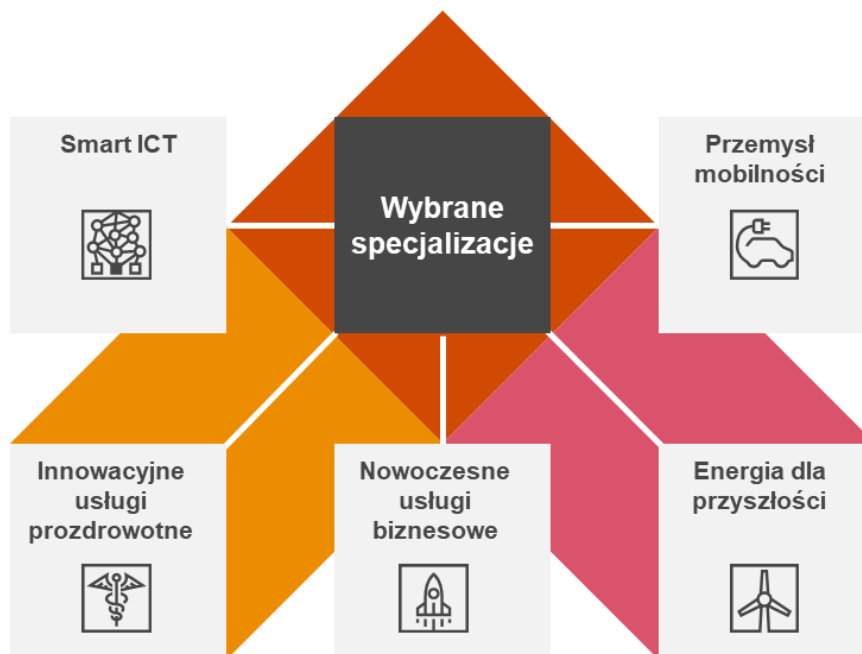 Smart ICT
Wybrane
specjalizacje
Przemysł
mobilności
Innowacyjne
usługi
prozdrowotne
Nowoczesne
usługi
biznesowe
Energia dla
przyszłości